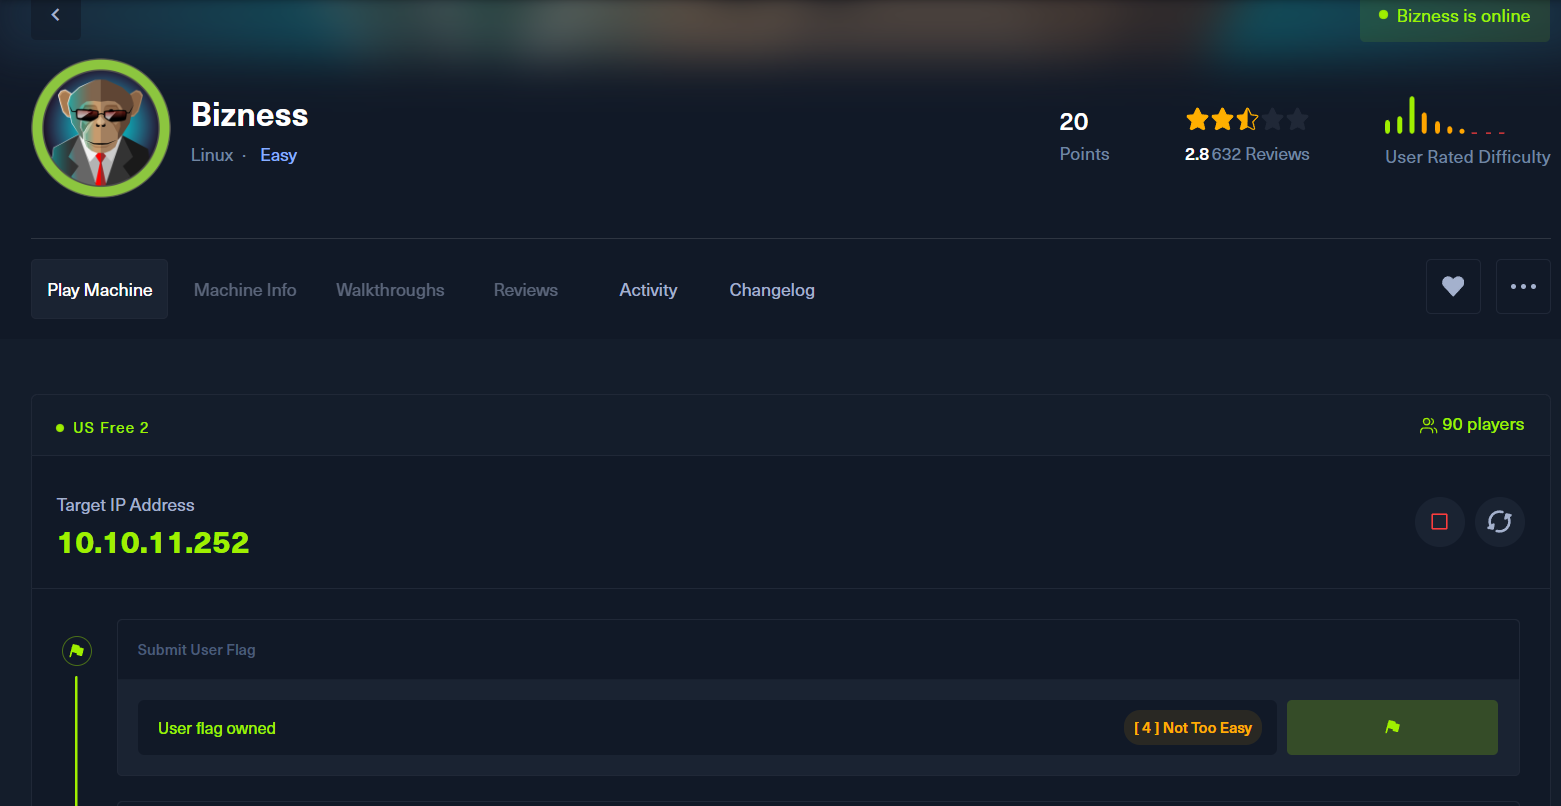 Bizness is online
Bizness
Linux · Easy
20
Points
2.8 632 Reviews
User Rated Difficulty
Play Machine
Machine Info
Walkthroughs
Reviews
Activity
Changelog
US Free 2
90 players
Target IP Address
10.10.11.252
Submit User Flag
User flag owned
[ 4 ] Not Too Easy